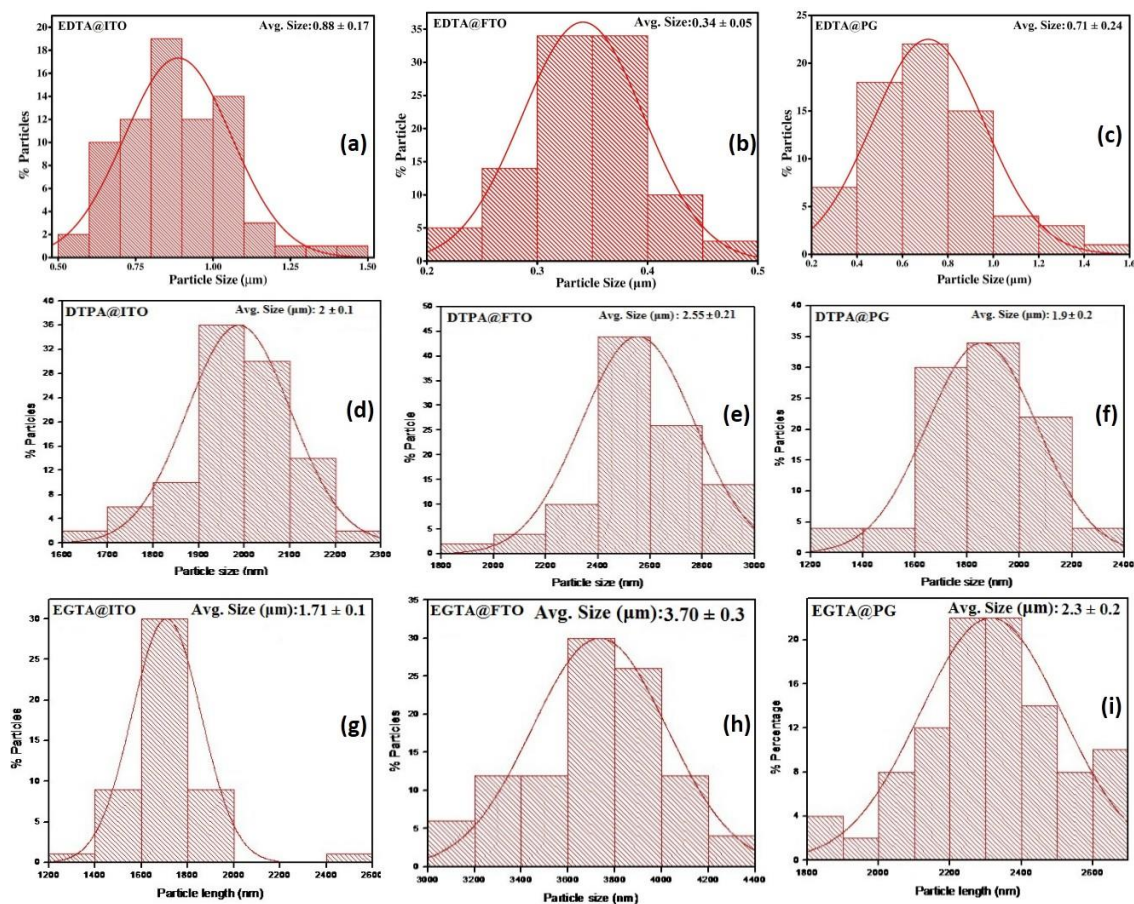 EDTA@ITO Avg. Size:0.88 ± 0.17
20
18
16
14
12
10
8
6
4
2
0
% Particles
(a)
0.50 0.75 1.00 1.25 1.50
Particle Size (μm)
EDTA@FTO Avg. Size:0.34 ± 0.05
35
30
25
20
15
10
5
0
% Particle
(b)
0.2 0.3 0.4 0.5
Particle Size (μm)
EDTA@PG Avg. Size:0.71 ± 0.24
25
20
15
10
5
0
% Particles
(c)
0.2 0.4 0.6 0.8 1.0 1.2 1.4 1.6
Particle Size (μm)
DTPA@ITO Avg. Size (μm): 2 ± 0.1
40
36
32
28
24
20
16
12
8
4
0
% Particles
(d)
1600 1700 1800 1900 2000 2100 2200 2300
Particle size (nm)
DTPA@FTO Avg. Size (μm) : 2.55 ± 0.21
50
45
40
35
30
25
20
15
10
5
0
% Particle
(e)
1800 2000 2200 2400 2600 2800 3000
Particle size (nm)
DTPA@PG Avg. Size (μm) : 1.9 ± 0.2
40
35
30
25
20
15
10
5
0
% Particles
(f)
1200 1400 1600 1800 2000 2200 2400
Particle size (nm)
EGTA@ITO Avg. Size (μm):1.71 ± 0.1
30
25
20
15
10
5
0
% Particles
(g)
1200 1400 1600 1800 2000 2200 2400 2600
Particle length (nm)
EGTA@FTO Avg. Size (μm):3.70 ± 0.3
35
30
25
20
15
10
5
0
% Particles
(h)
3000 3200 3400 3600 3800 4000 4200 4400
Particle size (nm)
EGTA@PG Avg. Size (μm): 2.3 ± 0.2
24
20
16
12
8
4
0
% Percentage
(i)
1800 2000 2200 2400 2600
Particle length (nm)